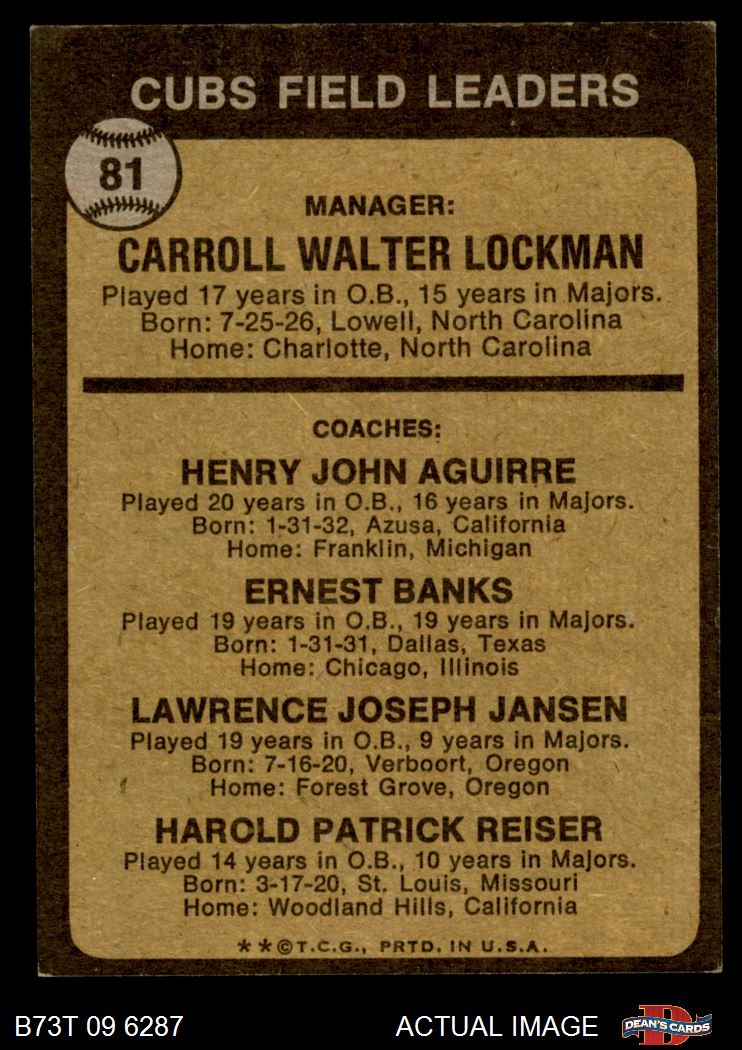 CUBS FIELD LEADERS
81
MANAGER:
CARROLL WALTER LOCKMAN
Played 17 years in O.B., 15 years in Majors.
Born: 7-25-26, Lowell, North Carolina
Home: Charlotte, North Carolina
COACHES:
HENRY JOHN AGUIRRE
Played 20 years in O.B., 16 years in Majors.
Born: 1-31-32, Azusa, California
Home: Franklin, Michigan
ERNEST BANKS
Played 19 years in O.B., 19 years in Majors.
Born: 1-31-31, Dallas, Texas
Home: Chicago, Illinois
LAWRENCE JOSEPH JANSEN
Played 19 years in O.B., 9 years in Majors.
Born: 7-16-20, Verboort, Oregon
Home: Forest Grove, Oregon
HAROLD PATRICK REISER
Played 14 years in O.B., 10 years in Majors.
Born: 3-17-20, St. Louis, Missouri
Home: Woodland Hills, California
**©T.C.G., PRTD. IN U.S.A.
B73T 09 6287 ACTUAL IMAGE D DEAN'S CARDS